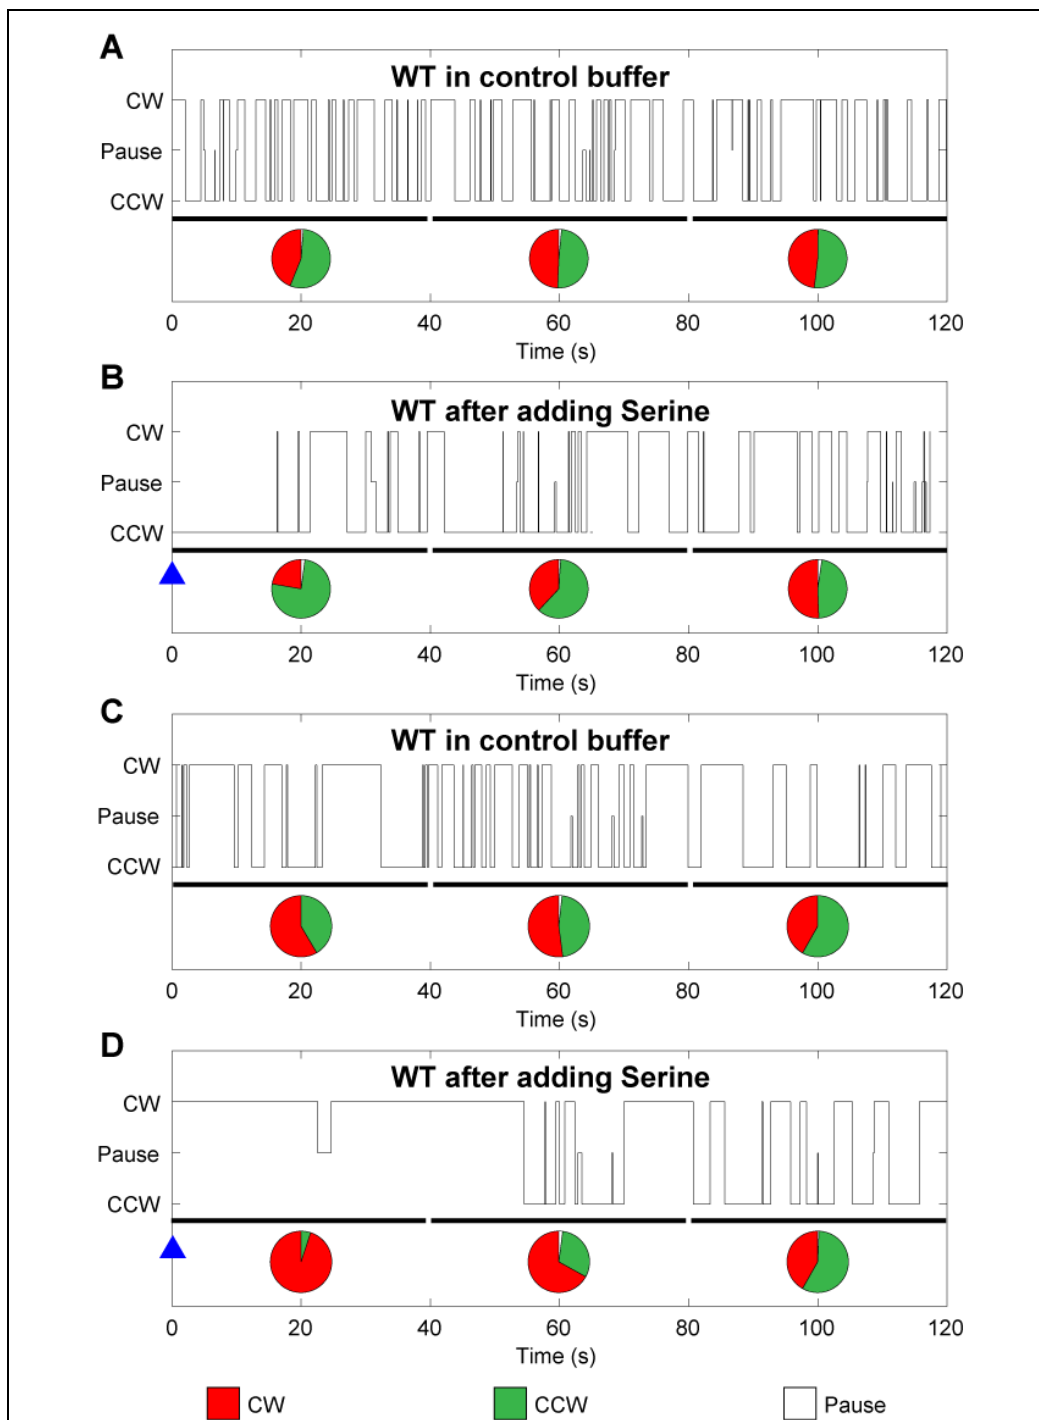 A
WT in control buffer
CW
Pause
CCW
0 20 40 60 80 100 120
Time (s)
B
WT after adding Serine
CW
Pause
CCW
0 20 40 60 80 100 120
Time (s)
C
WT in control buffer
CW
Pause
CCW
0 20 40 60 80 100 120
Time (s)
D
WT after adding Serine
CW
Pause
CCW
0 20 40 60 80 100 120
Time (s)
CW CCW Pause